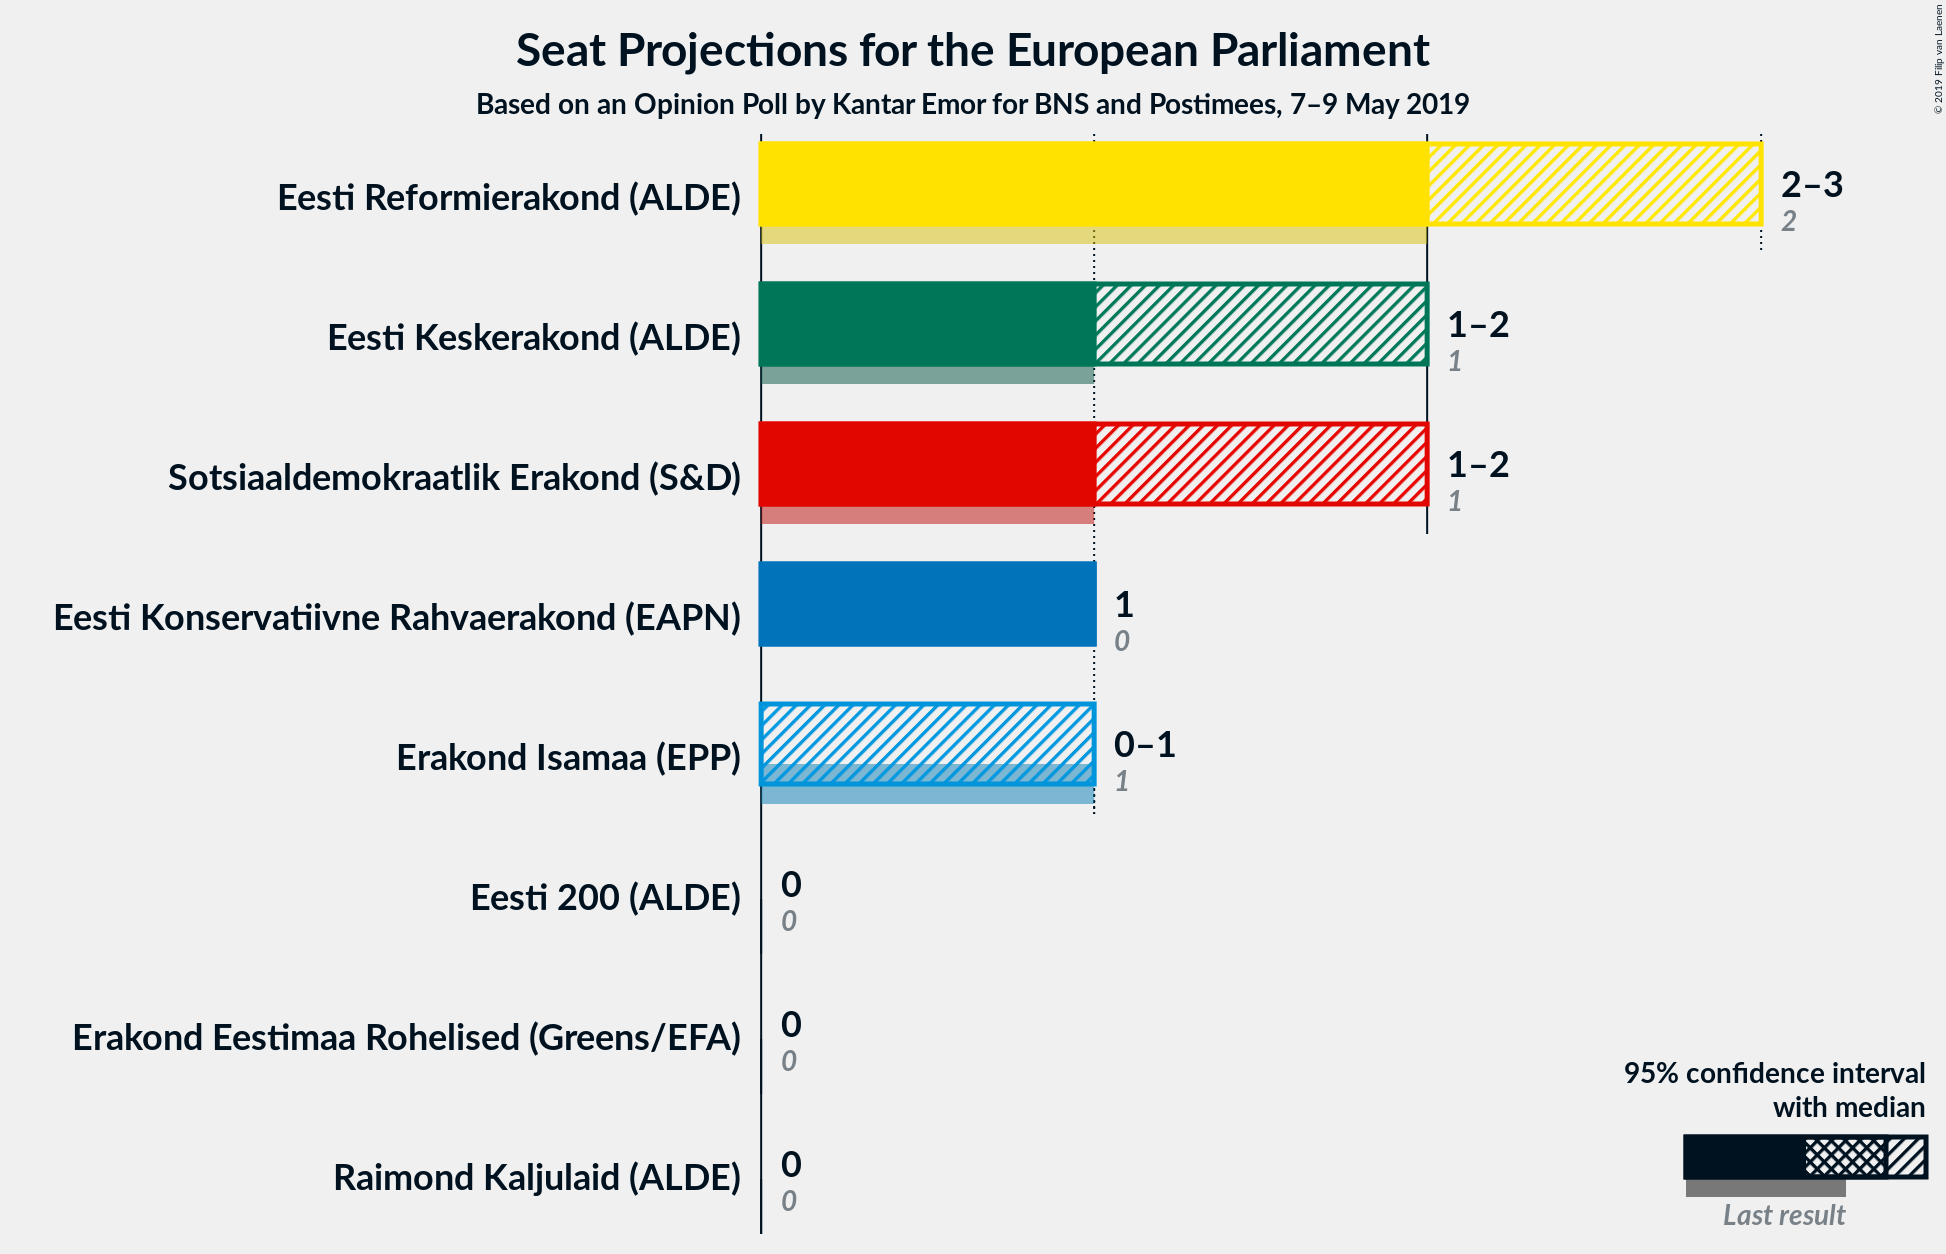 Seat Projections for the European Parliament
Based on an Opinion Poll by Kantar Emor for BNS and Postimees, 7–9 May 2019
© 2019 Filip van Laenen
Eesti Reformierakond (ALDE)
2–3
2
Eesti Keskerakond (ALDE)
1–2
1
Sotsiaaldemokraatlik Erakond (S&D)
1–2
1
Eesti Konservatiivne Rahvaerakond (EAPN)
1
0
Erakond Isamaa (EPP)
0–1
1
Eesti 200 (ALDE)
0
0
Erakond Eestimaa Rohelised (Greens/EFA)
0
0
Raimond Kaljulaid (ALDE)
0
0
95% confidence interval
with median
Last result